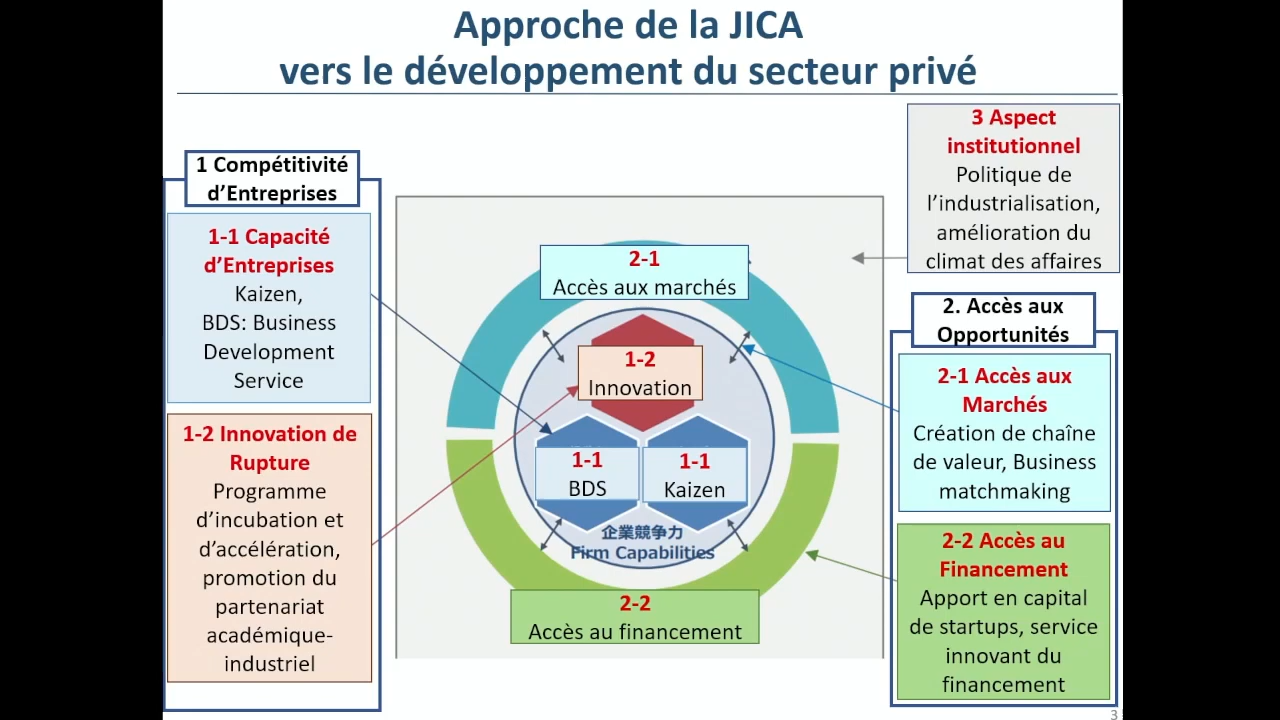 Approche de la JICA
vers le développement du secteur privé
1 Compétitivité
d’Entreprises
1-1 Capacité
d’Entreprises
Kaizen,
BDS: Business
Development
Service
1-2 Innovation de
Rupture
Programme
d’incubation et
d’accélération,
promotion du
partenariat
académique-
industriel
2-1
Accès aux marchés
1-2
Innovation
1-1
BDS
1-1
Kaizen
企業競争力
Firm Capabilities
2-2
Accès au financement
3 Aspect
institutionnel
Politique de
l’industrialisation,
amélioration du
climat des affaires
2. Accès aux
Opportunités
2-1 Accès aux
Marchés
Création de chaîne
de valeur, Business
matchmaking
2-2 Accès au
Financement
Apport en capital
de startups, service
innovant du
financement
3